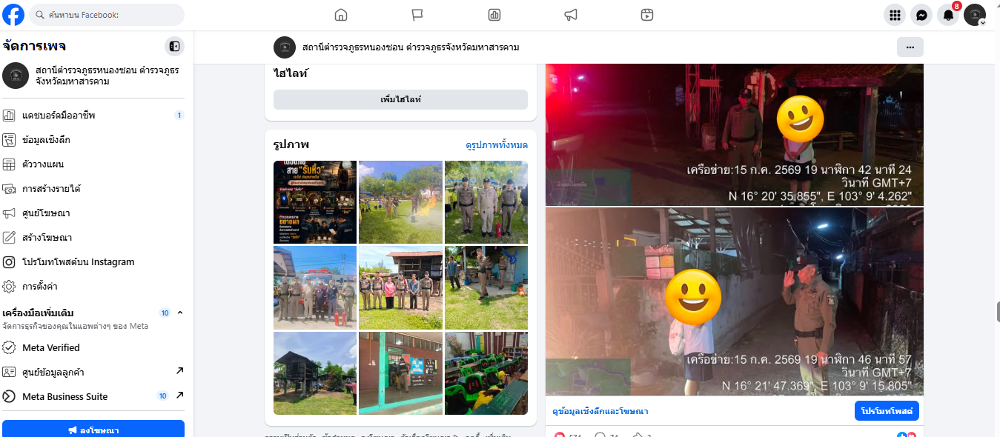 ค้นหาบน Facebook:
8
จัดการเพจ
สถานีตำรวจภูธรหนองซอน ตำรวจภูธร
จังหวัดมหาสารคาม
แดชบอร์ดมืออาชีพ
1
ข้อมูลเชิงลึก
ตัววางแผน
การสร้างรายได้
ศูนย์โฆษณา
สร้างโฆษณา
โปรโมทโพสต์บน Instagram
การตั้งค่า
เครื่องมือเพิ่มเติม
10
จัดการธุรกิจของคุณในแอพต่างๆ ของ Meta
Meta Verified
ศูนย์ข้อมูลลูกค้า
Meta Business Suite
10
ลงโฆษณา
สถานีตำรวจภูธรหนองซอน ตำรวจภูธรจังหวัดมหาสารคาม
ไฮไลท์
เพิ่มไฮไลท์
รูปภาพ
ดูรูปภาพทั้งหมด
สาย "รับหิ้ว"
ขยายผล
เครือข่าย:15 ก.ค. 2569 19 นาฬิกา 42 นาที 24
วินาที GMT+7
N 16° 20' 35.855", E 103° 9' 4.262"
เครือข่าย:15 ก.ค. 2569 19 นาฬิกา 46 นาที 57
วินาที GMT+7
N 16° 21' 47.369", E 103° 9' 15.805"
ดูข้อมูลเชิงลึกและโฆษณา
โปรโมทโพสต์